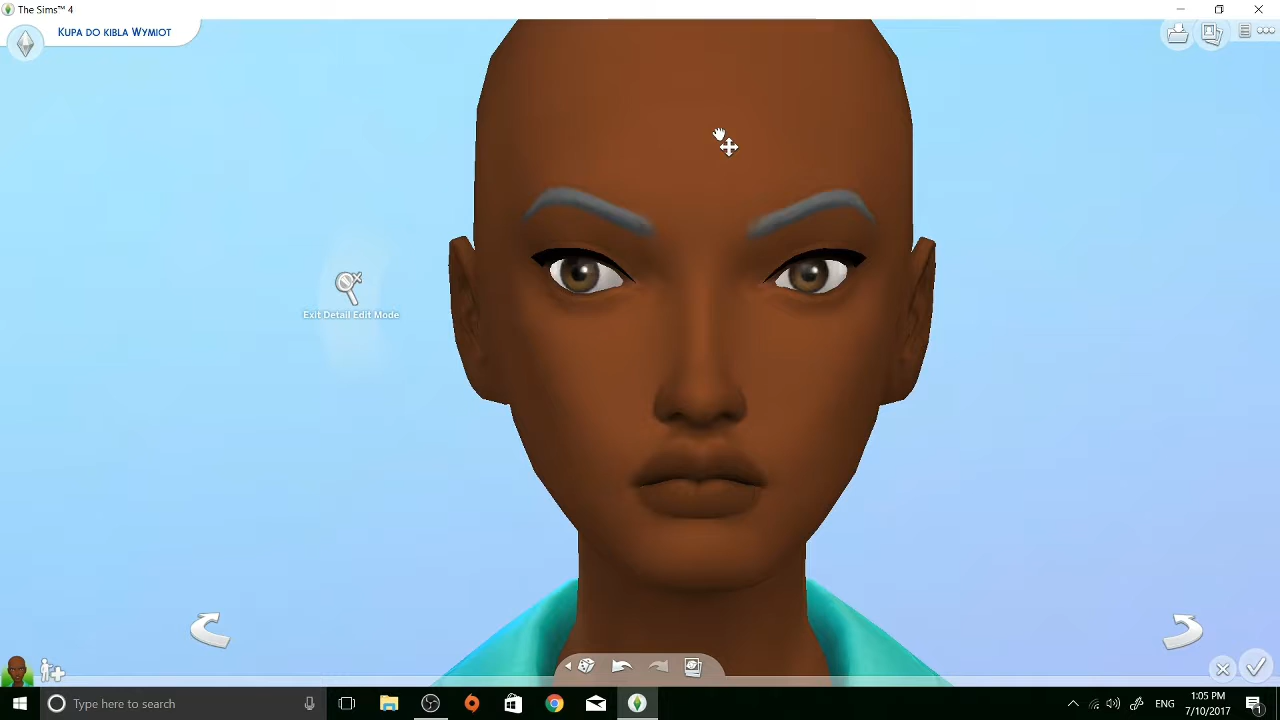 The Sims™ 4
Kupa do kibla Wymiot
Exit Detail Edit Mode
Type here to search
ENG
1:05 PM
7/10/2017
1